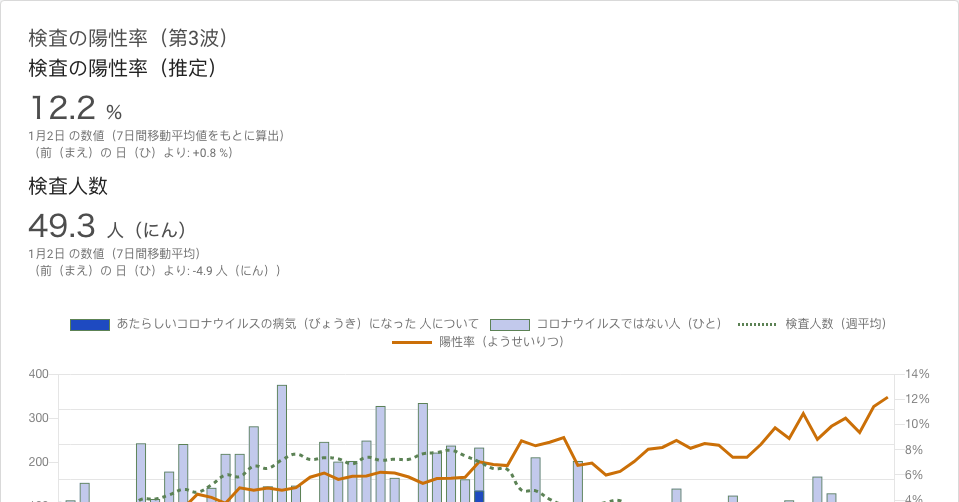 検査の陽性率（第3波）
検査の陽性率（推定）
12.2 %
1月2日 の数値（7日間移動平均値をもとに算出）
（前（まえ）の 日（ひ）より: +0.8 %）
検査人数
49.3 人（にん）
1月2日 の数値（7日間移動平均）
（前（まえ）の 日（ひ）より: -4.9 人（にん））
あたらしいコロナウイルスの病気（びょうき）になった 人について コロナウイルスではない人（ひと） 検査人数（週平均）
陽性率（ようせいりつ）
400 14%
12%
300 10%
200 8%
6%
100 4%